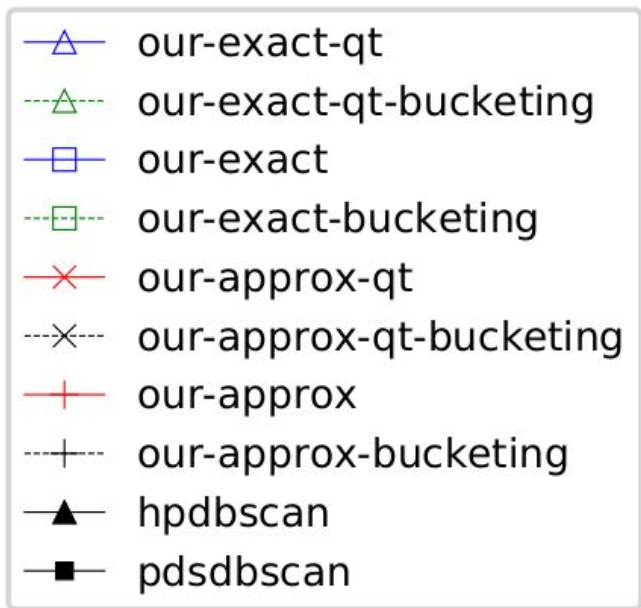 our-exact-qt
our-exact-qt-bucketing
our-exact
our-exact-bucketing
our-approx-qt
our-approx-qt-bucketing
our-approx
our-approx-bucketing
hpdbscan
pdsdbscan